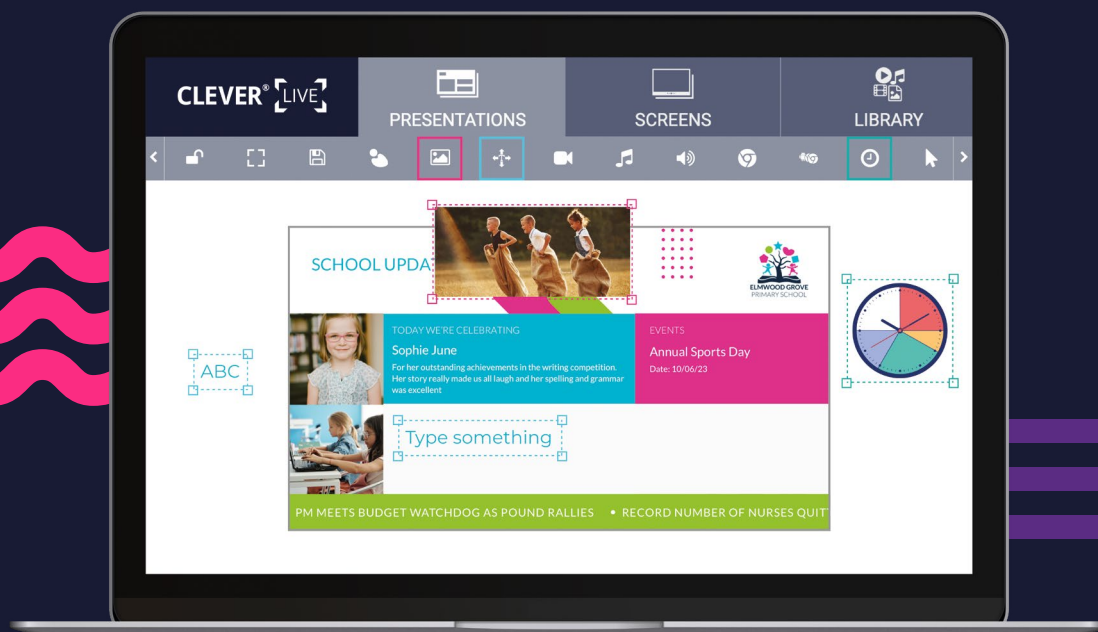 CLEVER® LIVE
PRESENTATIONS
SCREENS
LIBRARY
SCHOOL UPDA
ELMWOOD GROVE
PRIMARY SCHOOL
TODAY WE'RE CELEBRATING
Sophie June
For her outstanding achievements in the writing competition.
Her story really made us all laugh and her spelling and grammar
was excellent
EVENTS
Annual Sports Day
Date: 10/06/23
ABC
Type something
PM MEETS BUDGET WATCHDOG AS POUND RALLIES • RECORD NUMBER OF NURSES QUIT